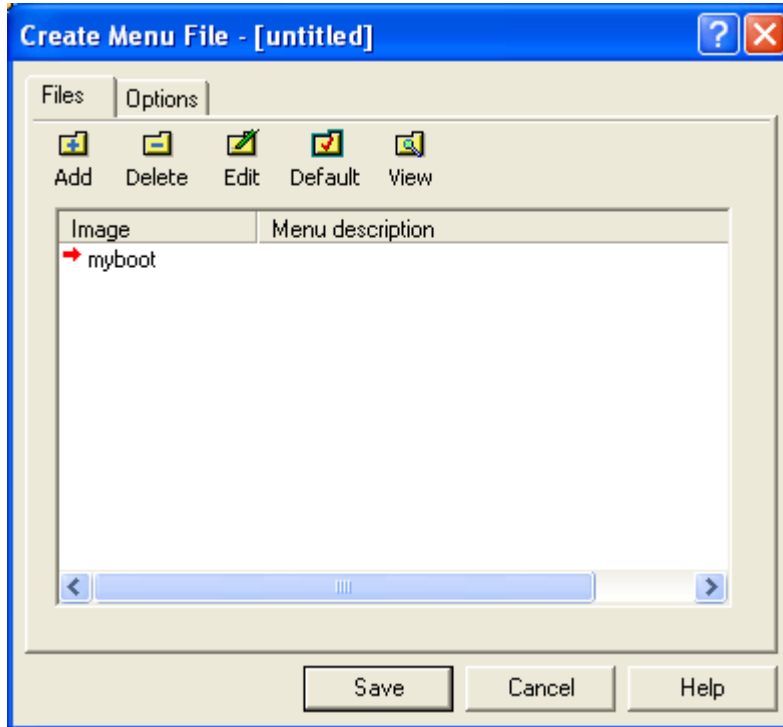 Create Menu File - [untitled]
Files Options
Add Delete Edit Default View
Image Menu description
myboot
Save Cancel Help